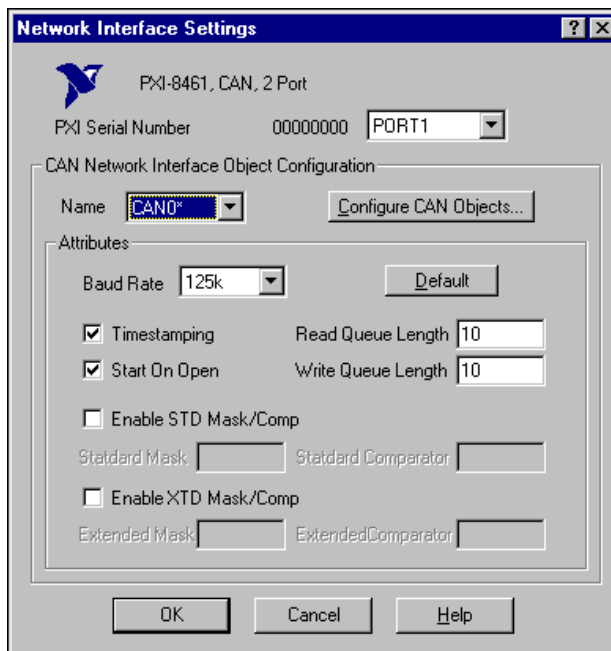 Network Interface Settings
PXI-8461, CAN, 2 Port
PXI Serial Number 00000000 PORT1
CAN Network Interface Object Configuration
Name CAN0* Configure CAN Objects...
Attributes
Baud Rate 125k Default
Timestamping Read Queue Length 10
Start On Open Write Queue Length 10
Enable STD Mask/Comp
Statdard Mask Statdard Comparator
Enable XTD Mask/Comp
Extended Mask ExtendedComparator
OK Cancel Help